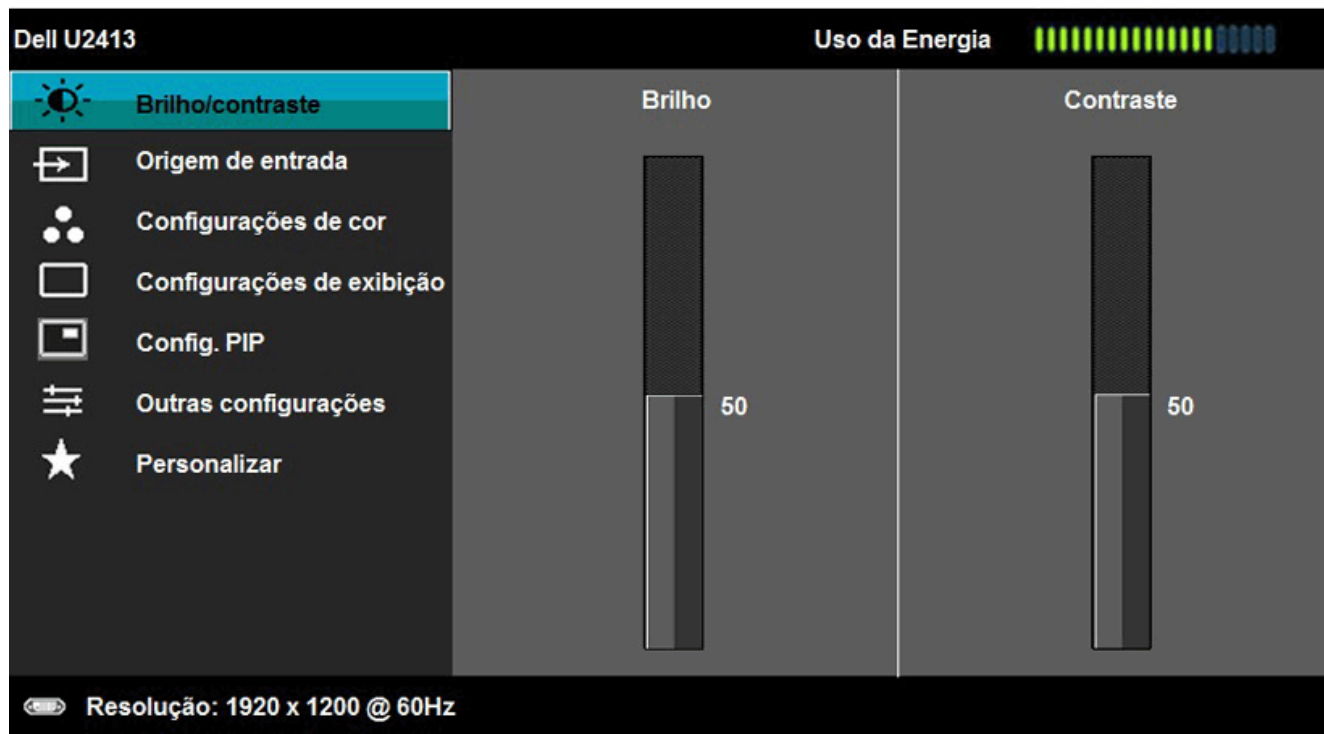 Dell U2413
Uso da Energia
Brilho/contraste
Origem de entrada
Configurações de cor
Configurações de exibição
Config. PIP
Outras configurações
Personalizar
Brilho
50
Contraste
50
Resolução: 1920 x 1200 @ 60Hz